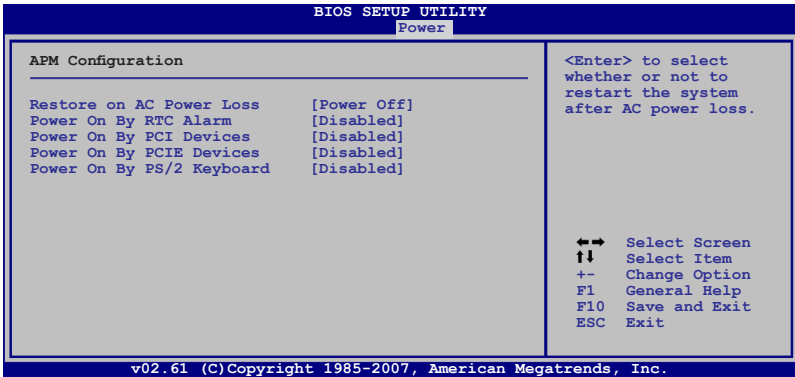 BIOS SETUP UTILITY
Power
APM Configuration
Restore on AC Power Loss [Power Off]
Power On By RTC Alarm [Disabled]
Power On By PCI Devices [Disabled]
Power On By PCIE Devices [Disabled]
Power On By PS/2 Keyboard [Disabled]
<Enter> to select
whether or not to
restart the system
after AC power loss.
←→ Select Screen
↑↓ Select Item
+- Change Option
F1 General Help
F10 Save and Exit
ESC Exit
v02.61 (C)Copyright 1985-2007, American Megatrends, Inc.